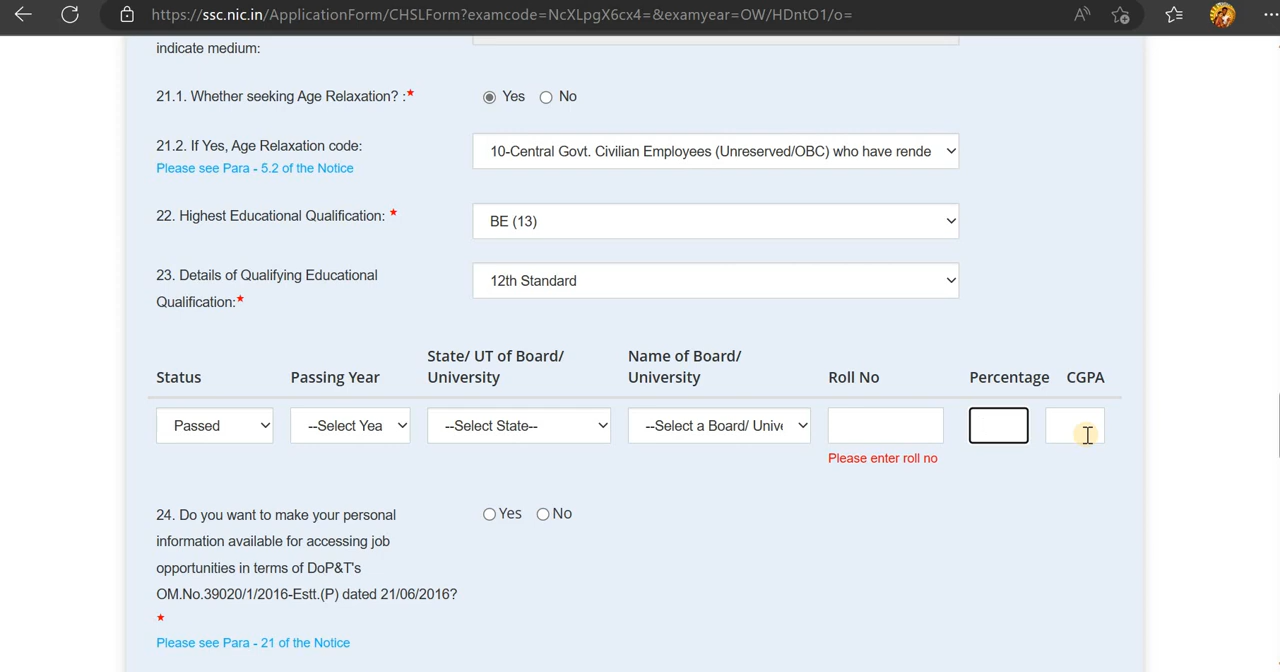 https://ssc.nic.in/ApplicationForm/CHSLForm?examcode=NcXLpgX6cx4=&examyear=OW/HDntO1/o=
indicate medium:
21.1. Whether seeking Age Relaxation? :* Yes No
21.2. If Yes, Age Relaxation code: 10-Central Govt. Civilian Employees (Unreserved/OBC) who have rende
Please see Para - 5.2 of the Notice
22. Highest Educational Qualification: * BE (13)
23. Details of Qualifying Educational 12th Standard
Qualification:*
State/ UT of Board/ Name of Board/
Status Passing Year University University Roll No Percentage CGPA
Passed --Select Yea --Select State-- --Select a Board/ Unive
Please enter roll no
24. Do you want to make your personal Yes No
information available for accessing job
opportunities in terms of DoP&T's
OM.No.39020/1/2016-Estt.(P) dated 21/06/2016?
*
Please see Para - 21 of the Notice